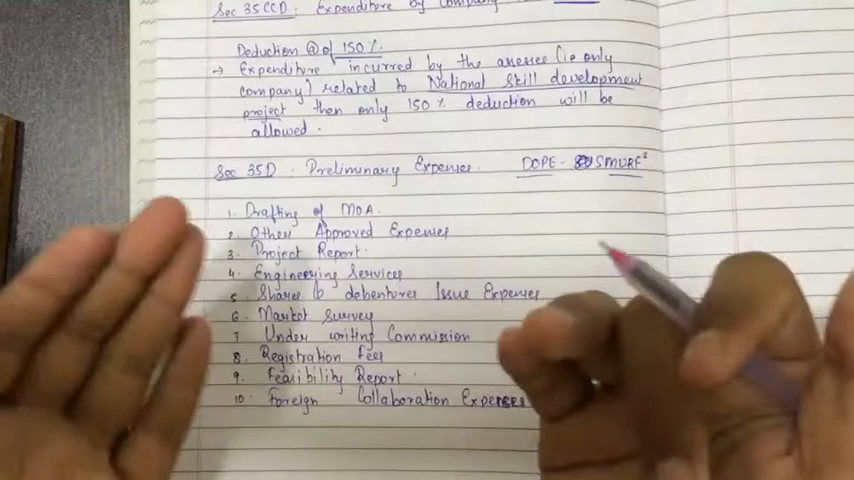 Sec 35CCD : Expenditure by Company
Deduction @ of 150 %.
→ Expenditure incurred by the assesee (ie only
company) related to National Skill development
project then only 150 % deduction will be
allowed.
Sec 35D . Preliminary Expenses. DOPE - SMURF²
1. Drafting of MOA.
2. Other Approved Expenses
3. Project Report.
4. Engineering Services
5. Shares & debentures Issue Expenses
6. Market Survey
7 Under writing Commission
8. Registration Fees
9. Feasibility Report.
10. Foreign Collaboration Expenses